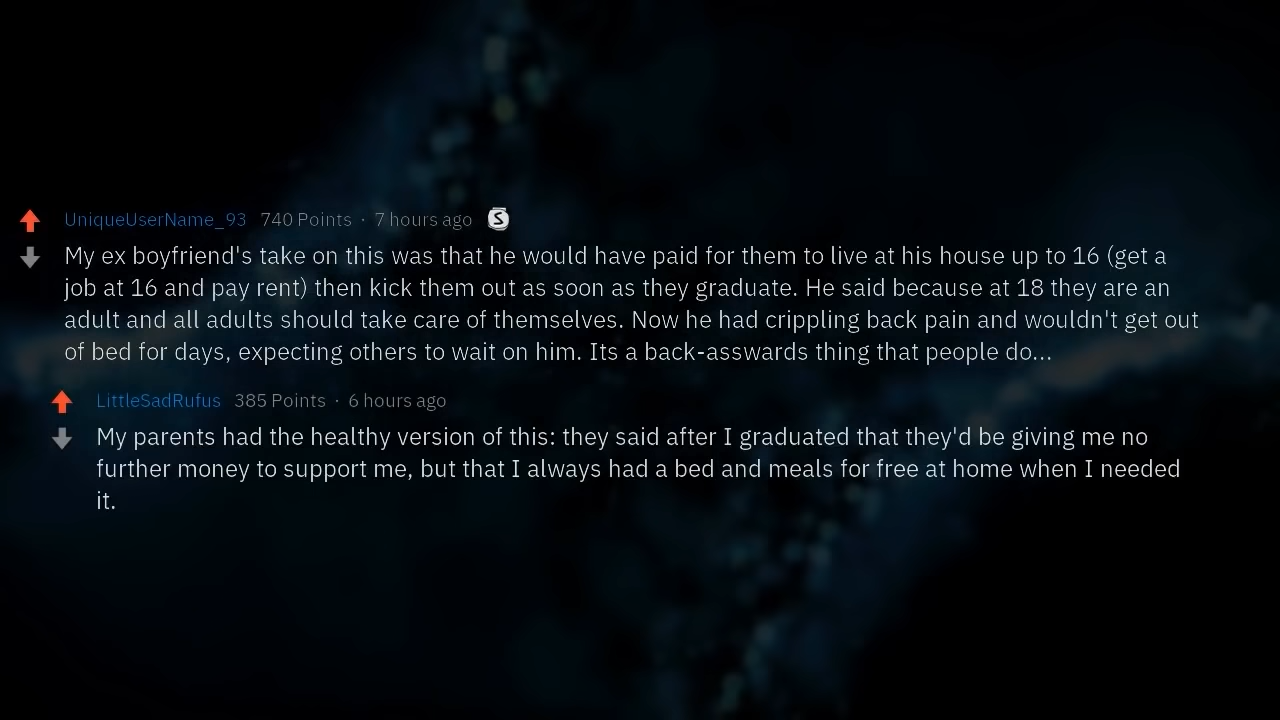 UniqueUserName_93 740 Points · 7 hours ago S
My ex boyfriend's take on this was that he would have paid for them to live at his house up to 16 (get a
job at 16 and pay rent) then kick them out as soon as they graduate. He said because at 18 they are an
adult and all adults should take care of themselves. Now he had crippling back pain and wouldn't get out
of bed for days, expecting others to wait on him. Its a back-asswards thing that people do...
LittleSadRufus 385 Points · 6 hours ago
My parents had the healthy version of this: they said after I graduated that they'd be giving me no
further money to support me, but that I always had a bed and meals for free at home when I needed
it.